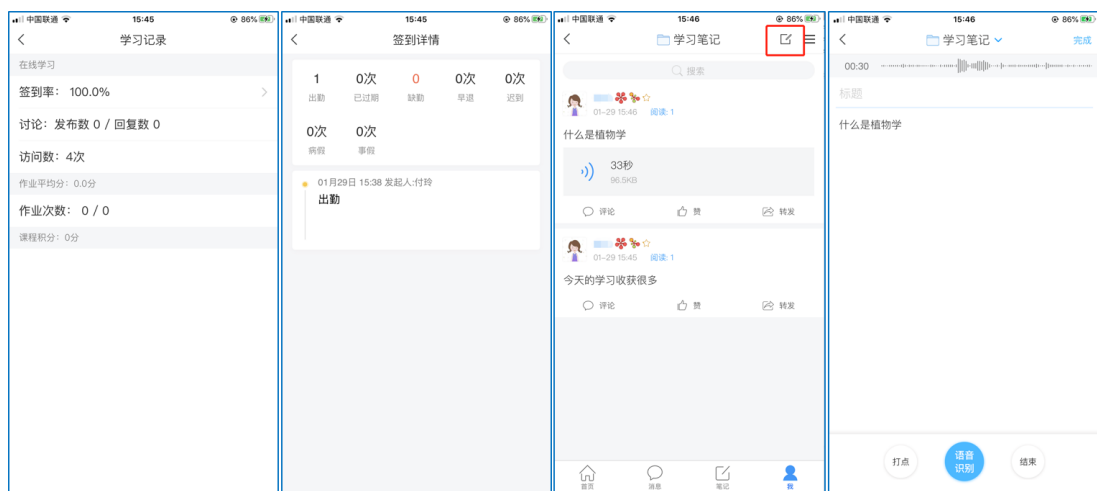 中国联通 15:45 86%
学习记录
在线学习
签到率： 100.0%
讨论：发布数 0 / 回复数 0
访问数：4次
作业平均分：0.0分
作业次数： 0 / 0
课程积分：0分
中国联通 15:45 86%
签到详情
1 0次 0 0次 0次
出勤 已过期 缺勤 早退 迟到
0次 0次
病假 事假
01月29日 15:38 发起人:付玲
出勤
中国联通 15:46 86%
学习笔记
搜索
01-29 15:46 阅读: 1
什么是植物学
33秒
96.5KB
评论 赞 转发
01-29 15:45 阅读: 1
今天的学习收获很多
评论 赞 转发
首页 消息 笔记 我
中国联通 15:46 86%
学习笔记 完成
00:30
标题
什么是植物学
打点 语音识别 结束